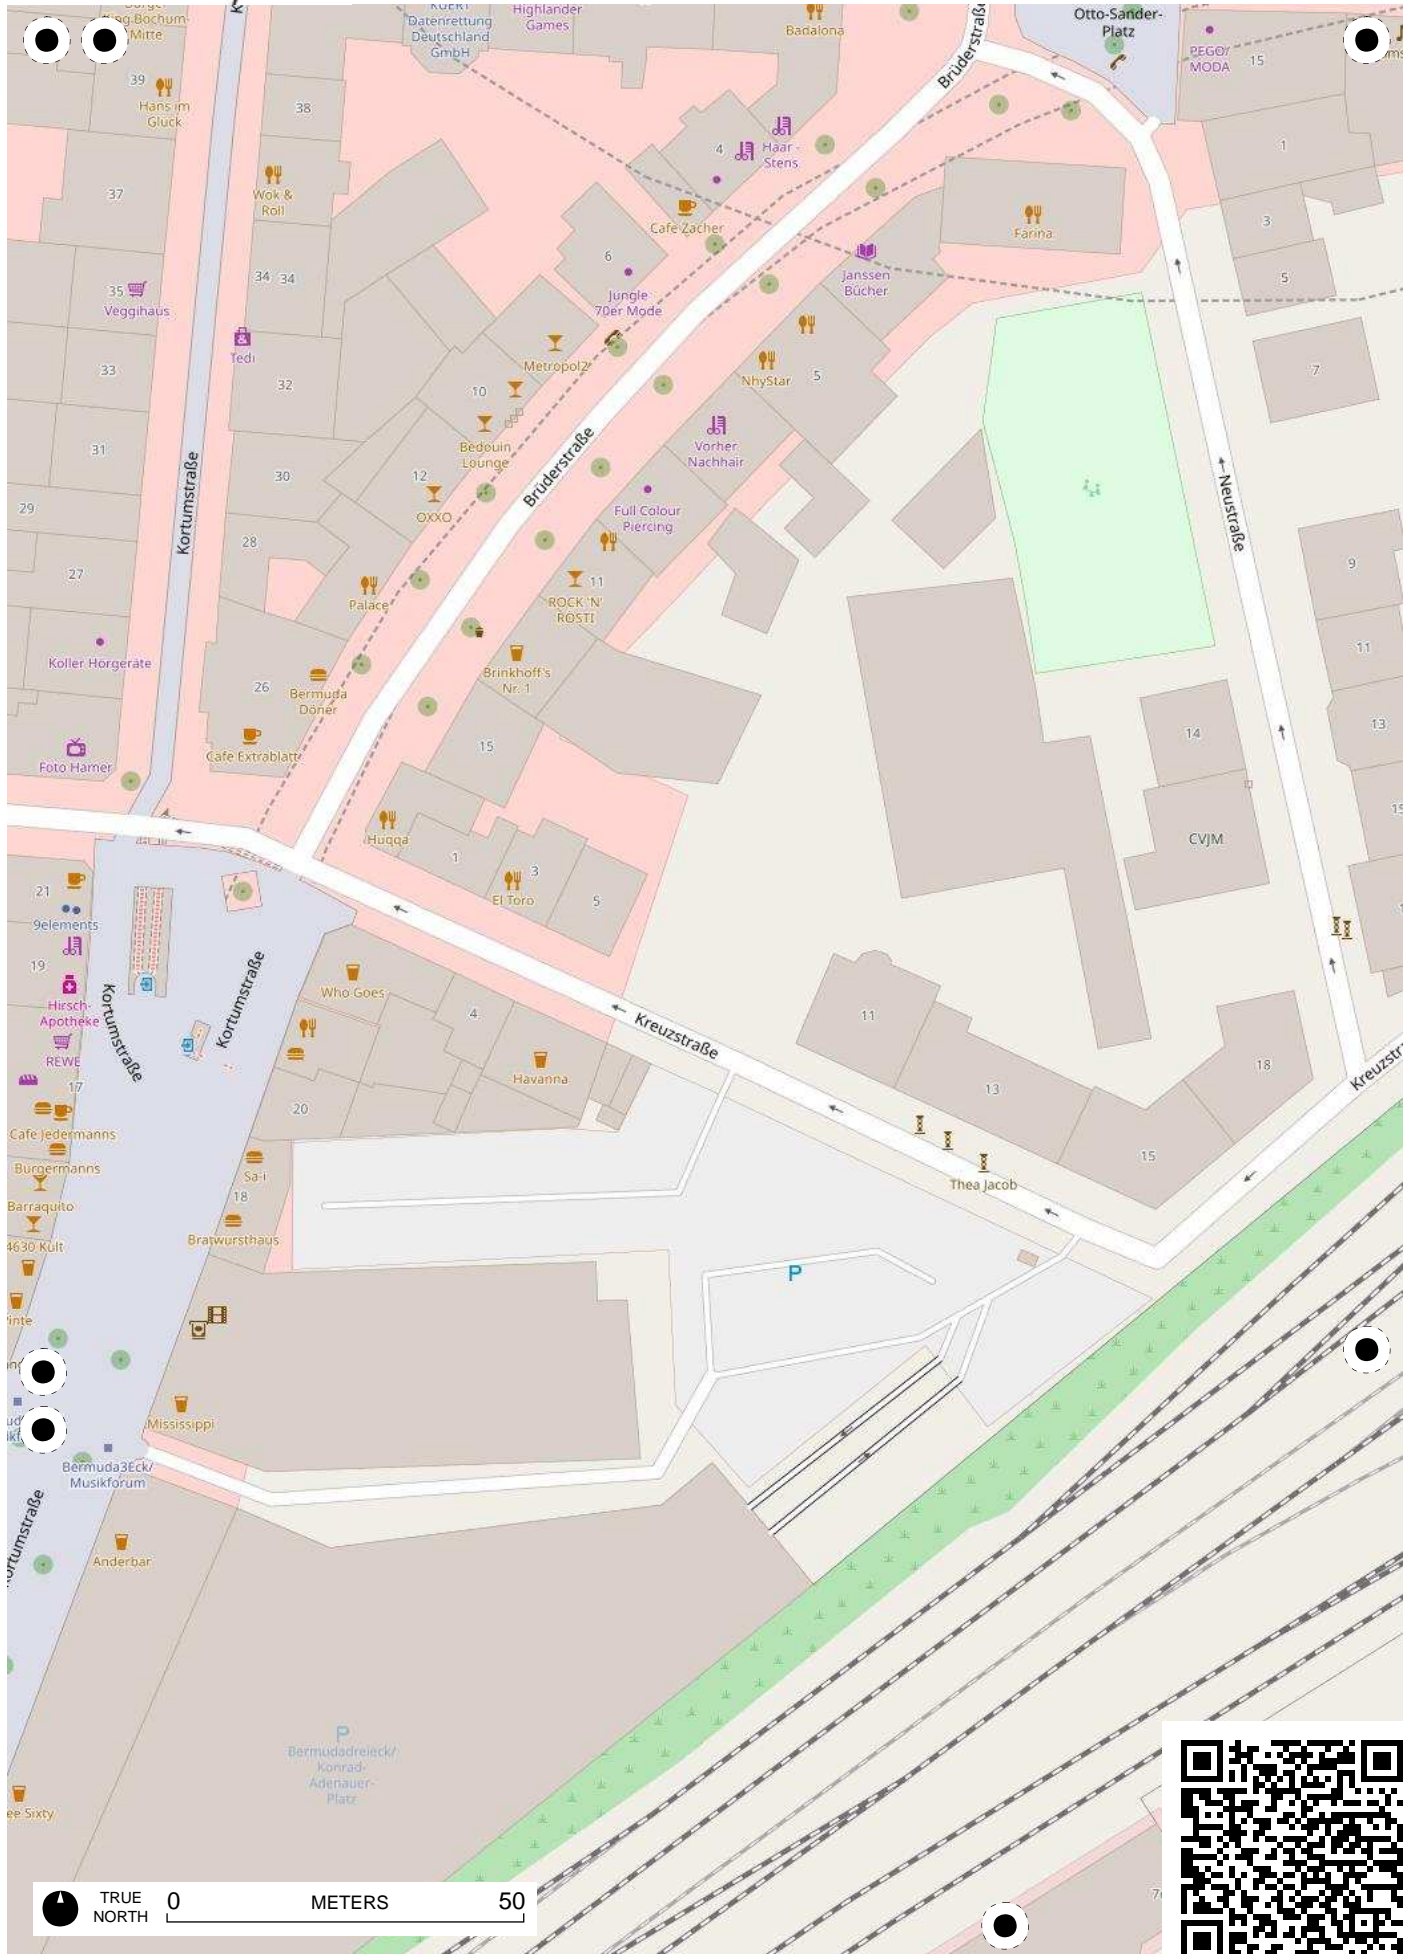 Otto-Sander-
Platz
Brüderstraße
KUERT
Datenrettung
Deutschland
GmbH
Highlander
Games
Badalona
PEGO/
MODA
15
ing Bochum-
Mitte
39
Hans im
Glück
38
4
Haar -
Stens
1
37
Wok &
Roll
Cafe Zacher
3
Farina
6
34 34
Janssen
Bücher
5
35
Veggihaus
Jungle
70er Mode
Tedi
33
32
Metropol2
NhyStar
5
7
10
Kortumstraße
31
Bedouin
Lounge
Vorher
Nachhair
30
12
Brüderstraße
29
OXXO
Full Colour
Piercing
Neustraße
28
27
Palace
11
ROCK 'N'
RÖSTI
9
Koller Hörgeräte
11
26
Bermuda
Döner
Brinkhoff's
Nr. 1
13
14
15
Foto Hamer
Cafe Extrablatt
Huqqa
1
CVJM
3
21
El Toro
5
9elements
19
Kortumstraße
Who Goes
Hirsch-
Apotheke
Kortumstraße
4
11
Kreuzstraße
REWE
17
Havanna
18
13
20
Cafe Jedermanns
Burgermanns
15
Sa-i
18
Thea Jacob
Barraquito
4630 Kult
Bratwursthaus
P
Mississippi
Bermuda3Eck/
Musikforum
Anderbar
P
Bermudadreieck/
Konrad-
Adenauer-
Platz
TRUE
NORTH
0
METERS
50